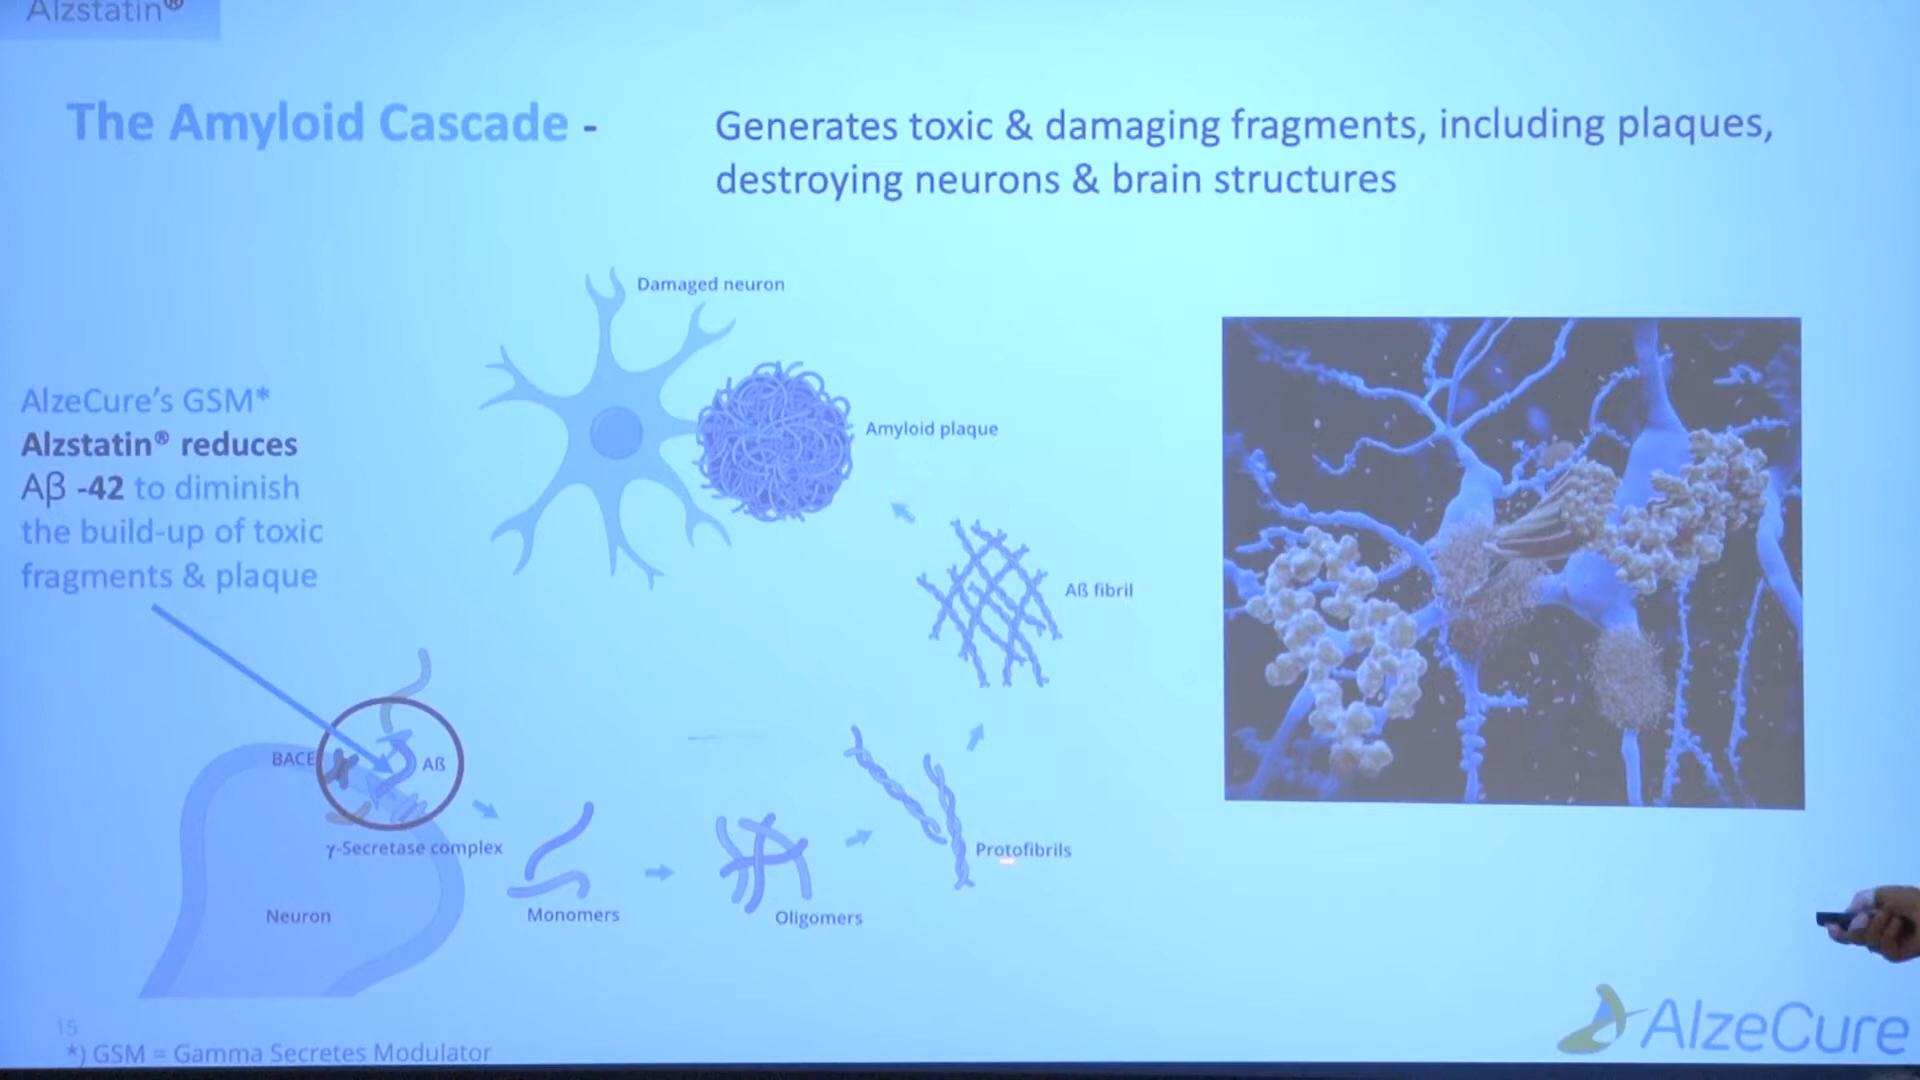 Alzstatin®
The Amyloid Cascade -
Generates toxic & damaging fragments, including plaques,
destroying neurons & brain structures
Damaged neuron
Amyloid plaque
AlzeCure’s GSM*
Alzstatin® reduces
Aβ -42 to diminish
the build-up of toxic
fragments & plaque
Aß fibril
BACE
Aß
γ-Secretase complex
Protofibrils
Neuron
Monomers
Oligomers
15
*) GSM = Gamma Secretes Modulator
AlzeCure